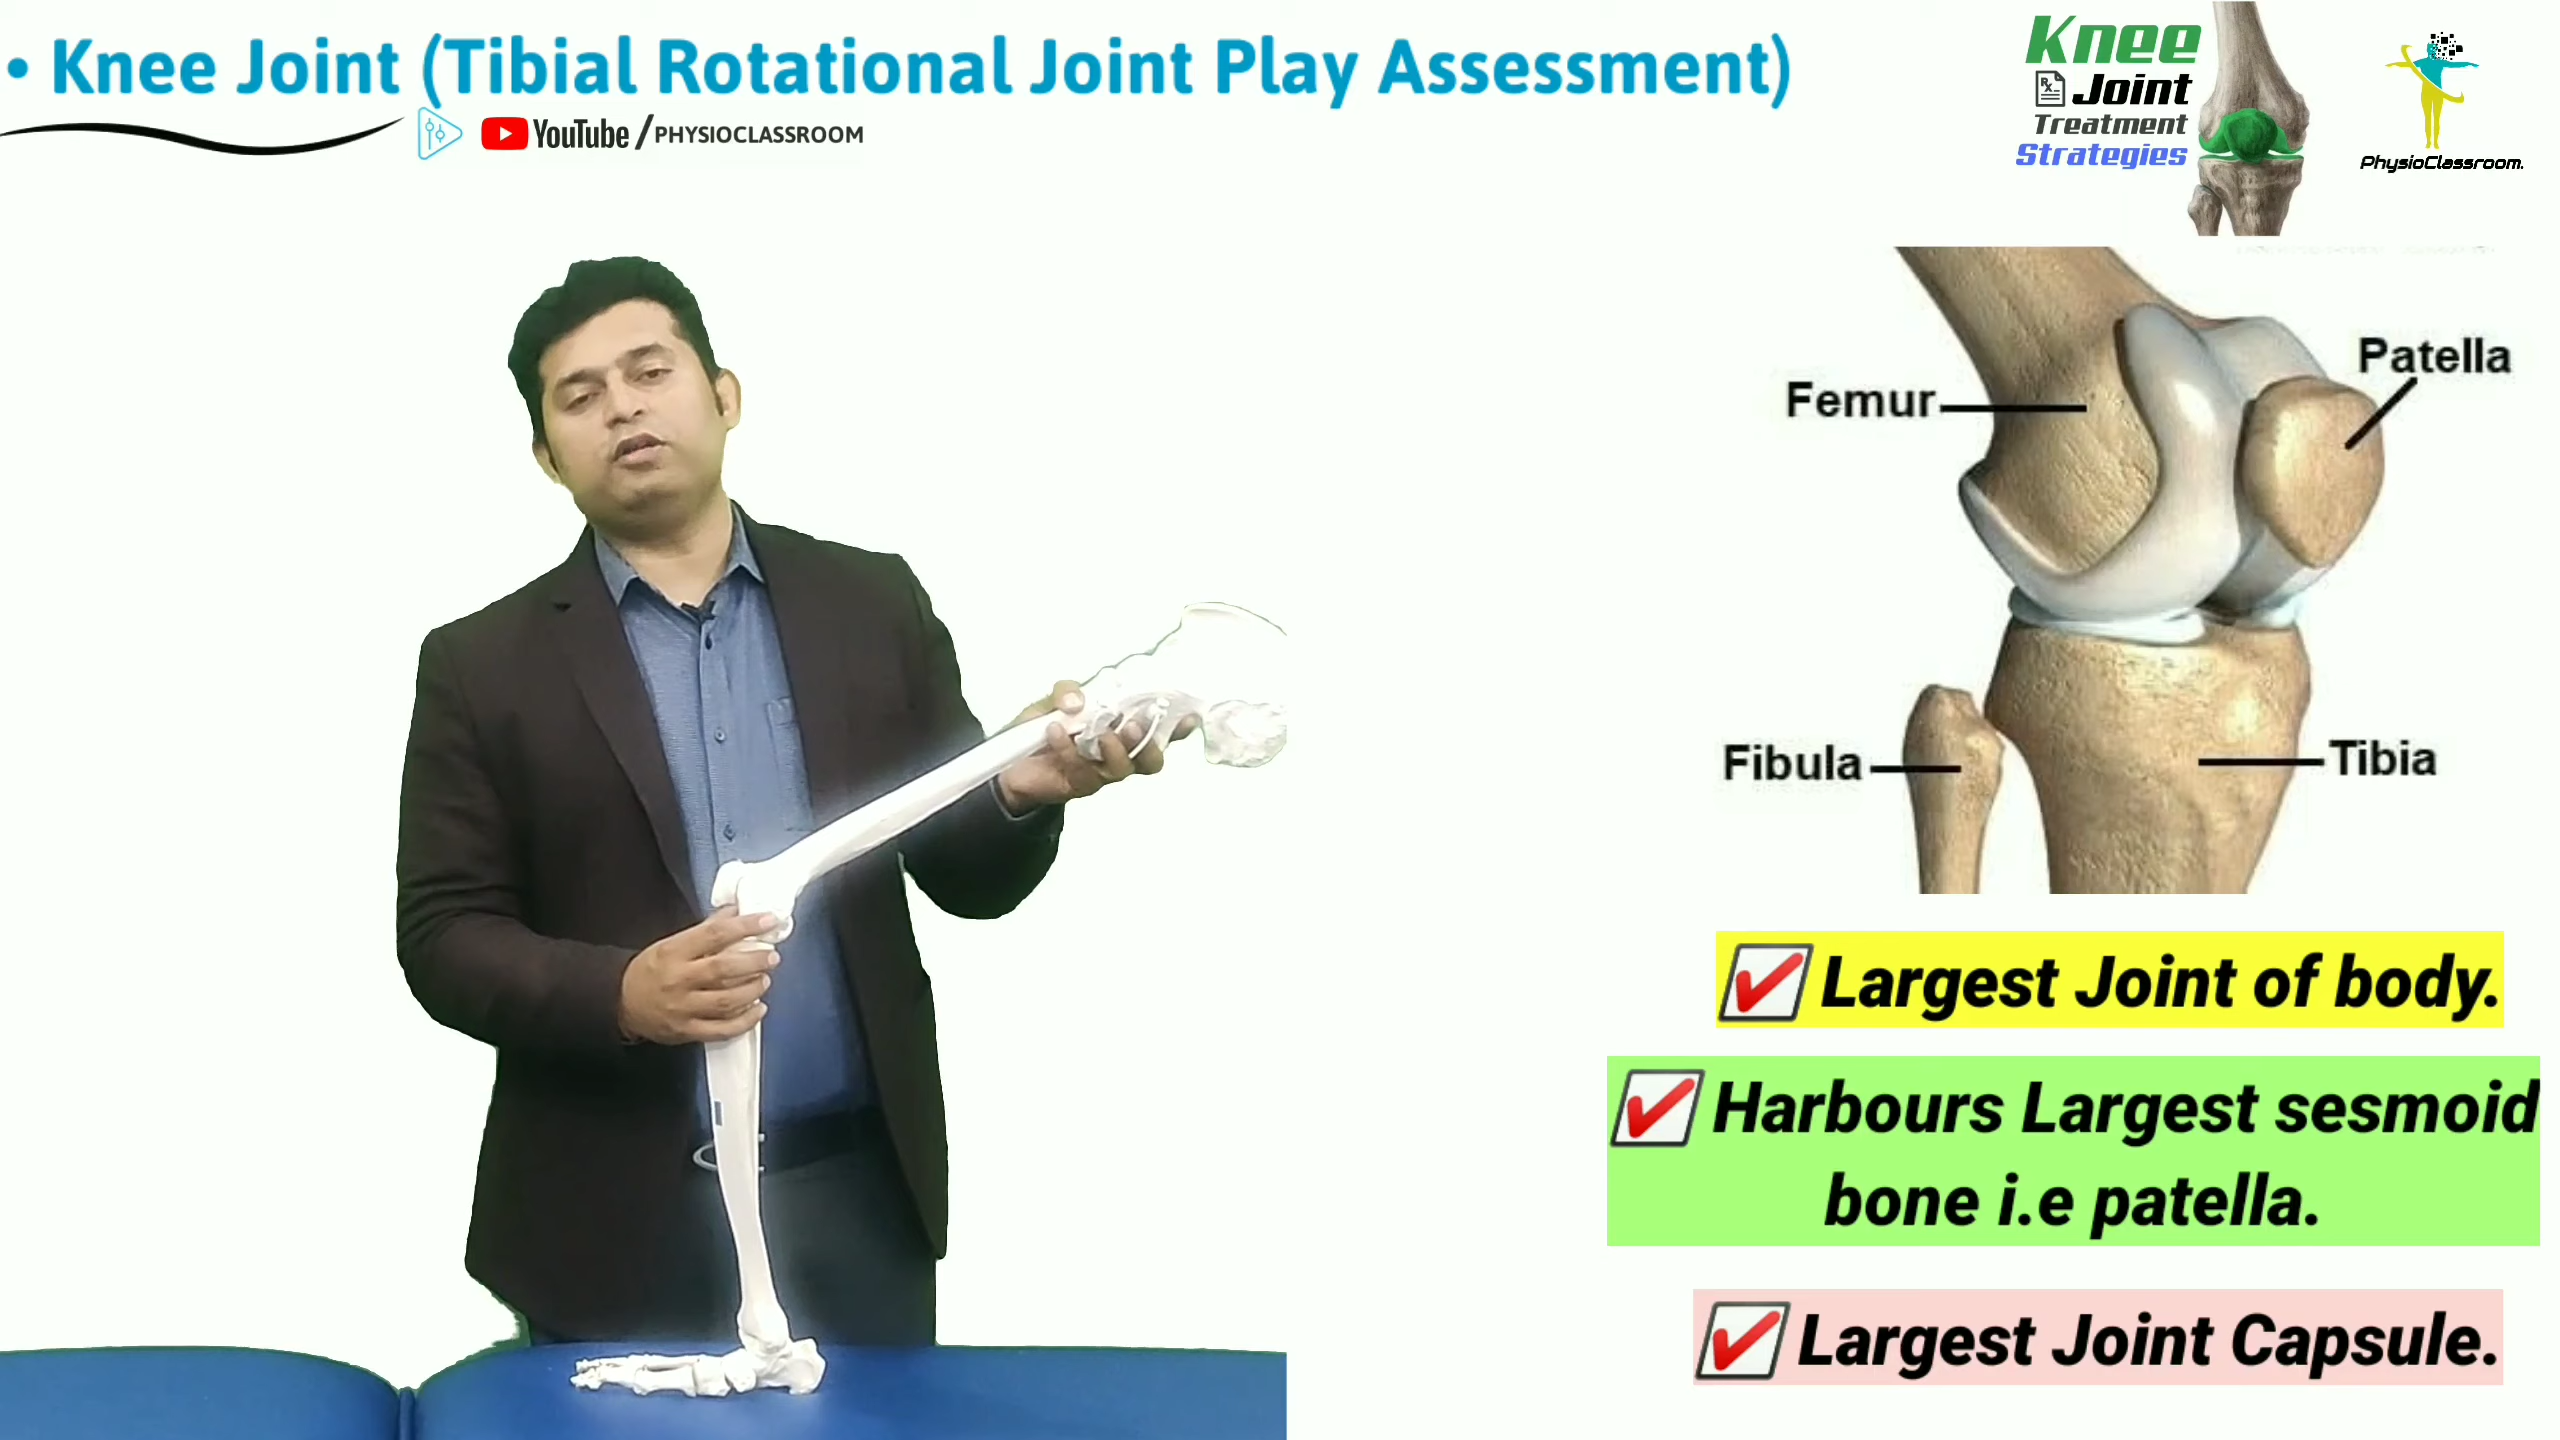 • Knee Joint (Tibial Rotational Joint Play Assessment)
YouTube /PHYSIOCLASSROOM
Knee
Joint
Treatment
Strategies
PhysioClassroom.
Patella
Femur
Fibula
Tibia
Largest Joint of body.
Harbours Largest sesmoid
bone i.e patella.
Largest Joint Capsule.